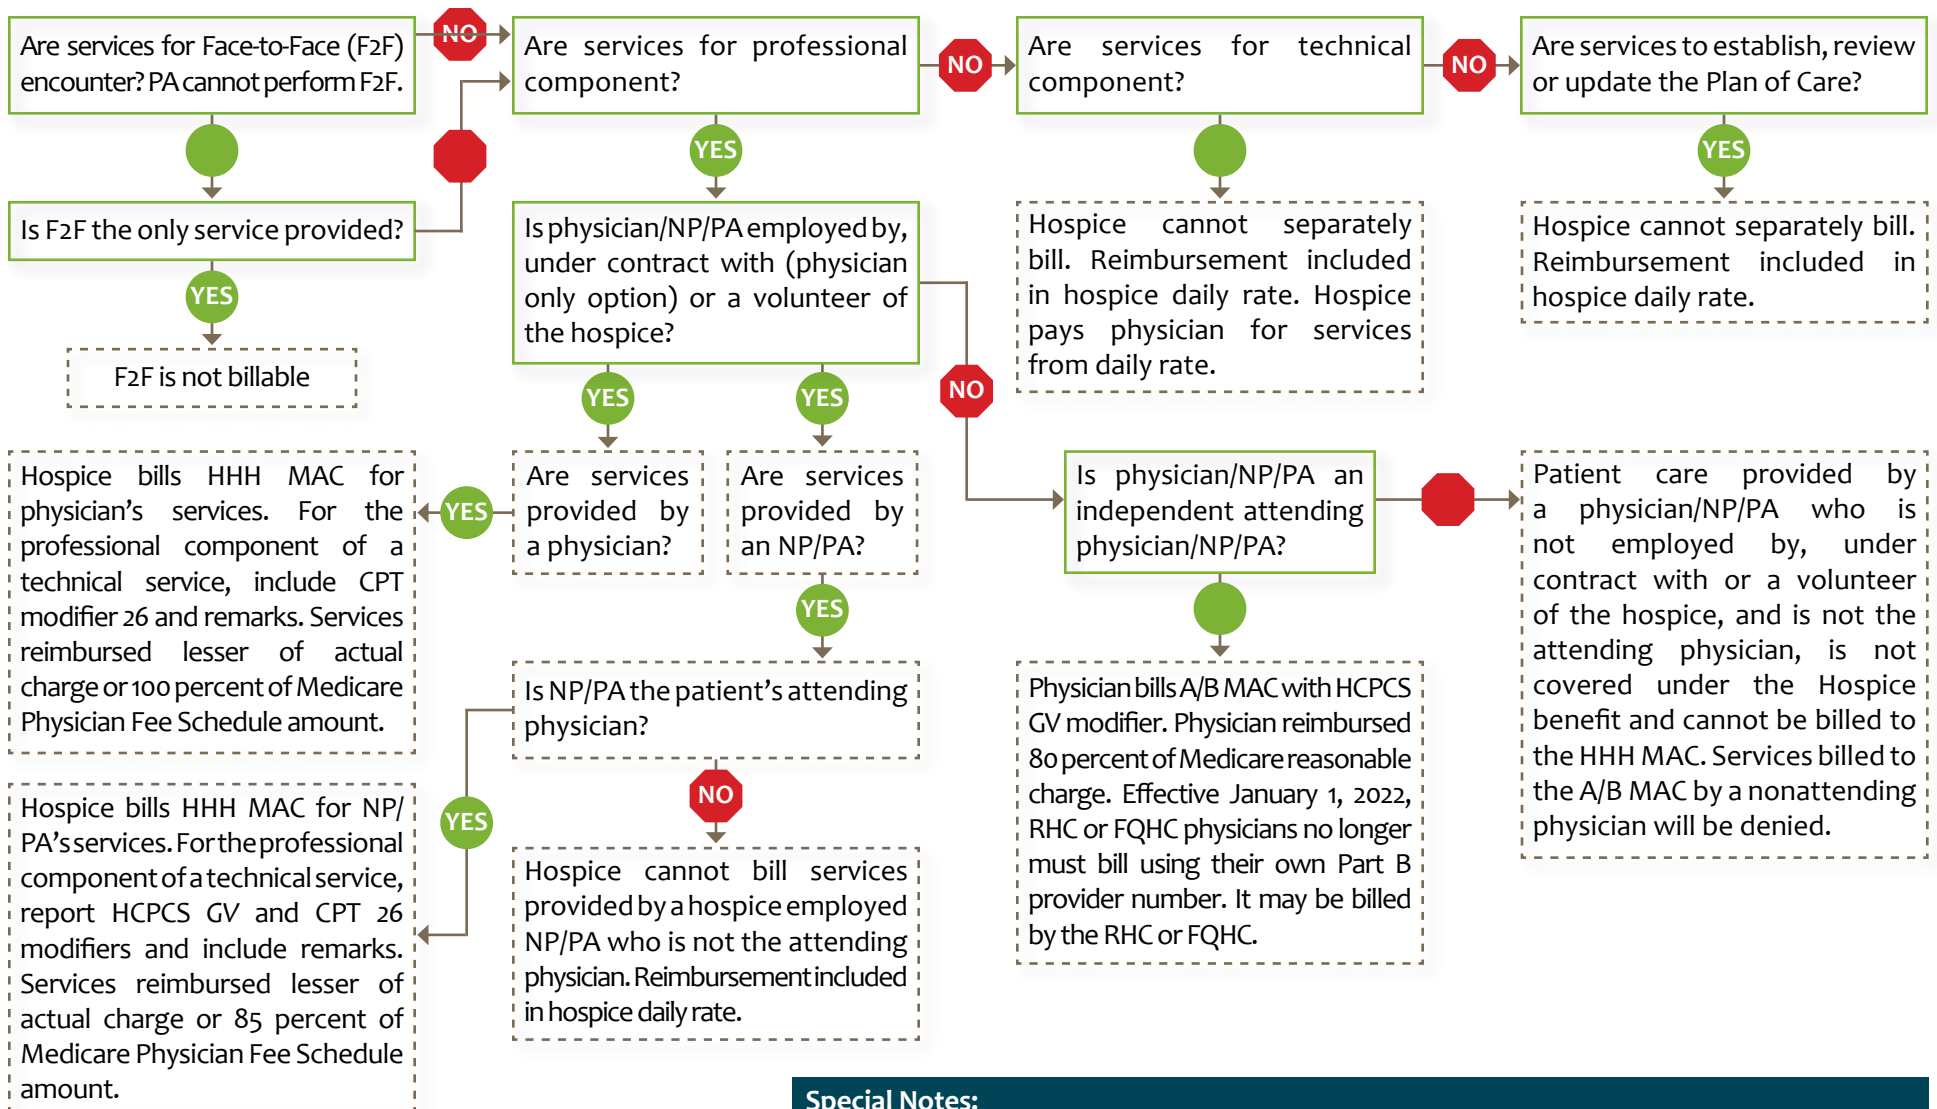 Are services for Face-to-Face (F2F)
encounter? PA cannot perform F2F.
NO
Are services for professional
component?
NO
Are services for technical
component?
NO
Are services to establish, review
or update the Plan of Care?
YES
YES
Is F2F the only service provided?
YES
F2F is not billable
Is physician/NP/PA employed by,
under contract with (physician
only option) or a volunteer of
the hospice?
Hospice cannot separately
bill. Reimbursement included
in hospice daily rate. Hospice
pays physician for services
from daily rate.
Hospice cannot separately bill.
Reimbursement included in
hospice daily rate.
YES
YES
NO
Hospice bills HHH MAC for
physician's services. For the
professional component of a
technical service, include CPT
modifier 26 and remarks. Services
reimbursed lesser of actual
charge or 100 percent of Medicare
Physician Fee Schedule amount.
YES
Are services
provided by
a physician?
Are services
provided by
an NP/PA?
Is physician/NP/PA an
independent attending
physician/NP/PA?
Patient care provided by
a physician/NP/PA who is
not employed by, under
contract with or a volunteer
of the hospice, and is not the
attending physician, is not
covered under the Hospice
benefit and cannot be billed to
the HHH MAC. Services billed to
the A/B MAC by a nonattending
physician will be denied.
YES
Is NP/PA the patient's attending
physician?
Physician bills A/B MAC with HCPCS
GV modifier. Physician reimbursed
80 percent of Medicare reasonable
charge. Effective January 1, 2022,
RHC or FQHC physicians no longer
must bill using their own Part B
provider number. It may be billed
by the RHC or FQHC.
NO
YES
Hospice bills HHH MAC for NP/
PA's services. For the professional
component of a technical service,
report HCPCS GV and CPT 26
modifiers and include remarks.
Services reimbursed lesser of
actual charge or 85 percent of
Medicare Physician Fee Schedule
amount.
Hospice cannot bill services
provided by a hospice employed
NP/PA who is not the attending
physician. Reimbursement included
in hospice daily rate.
Special Notes: